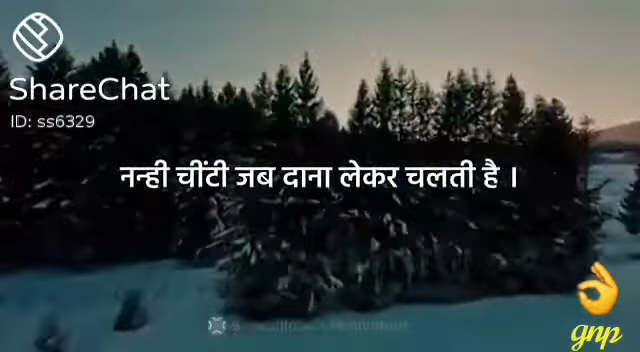 ShareChat
ID: ss6329
नन्ही चींटी जब दाना लेकर चलती है ।
gnp